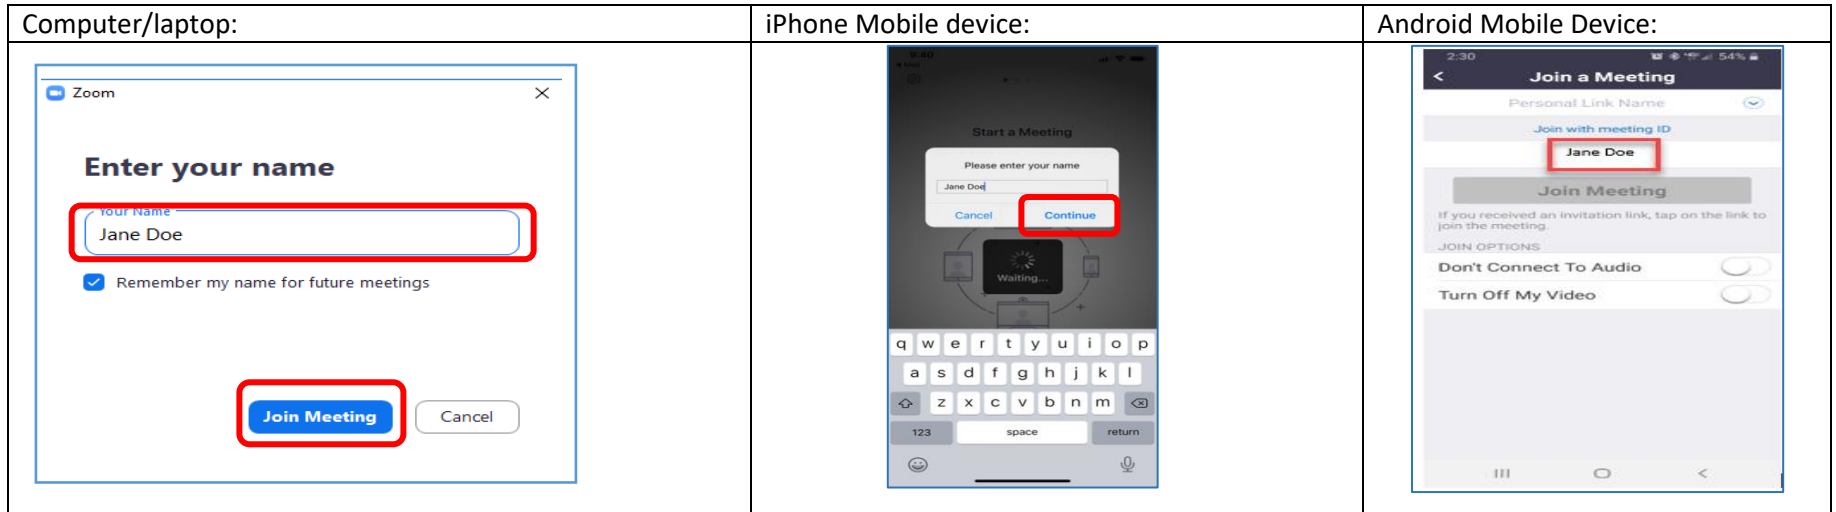 Computer/laptop:
iPhone Mobile device:
Android Mobile Device:
Zoom
Enter your name
Your Name
Jane Doe
Remember my name for future meetings
Join Meeting
Cancel
9:40
Start a Meeting
Please enter your name
Jane Doe
Cancel
Continue
Waiting...
q w e r t y u i o p
a s d f g h j k l
z x c v b n m
123
space
return
2:30
54%
Join a Meeting
Personal Link Name
Join with meeting ID
Jane Doe
Join Meeting
If you received an invitation link, tap on the link to
join the meeting.
JOIN OPTIONS
Don't Connect To Audio
Turn Off My Video